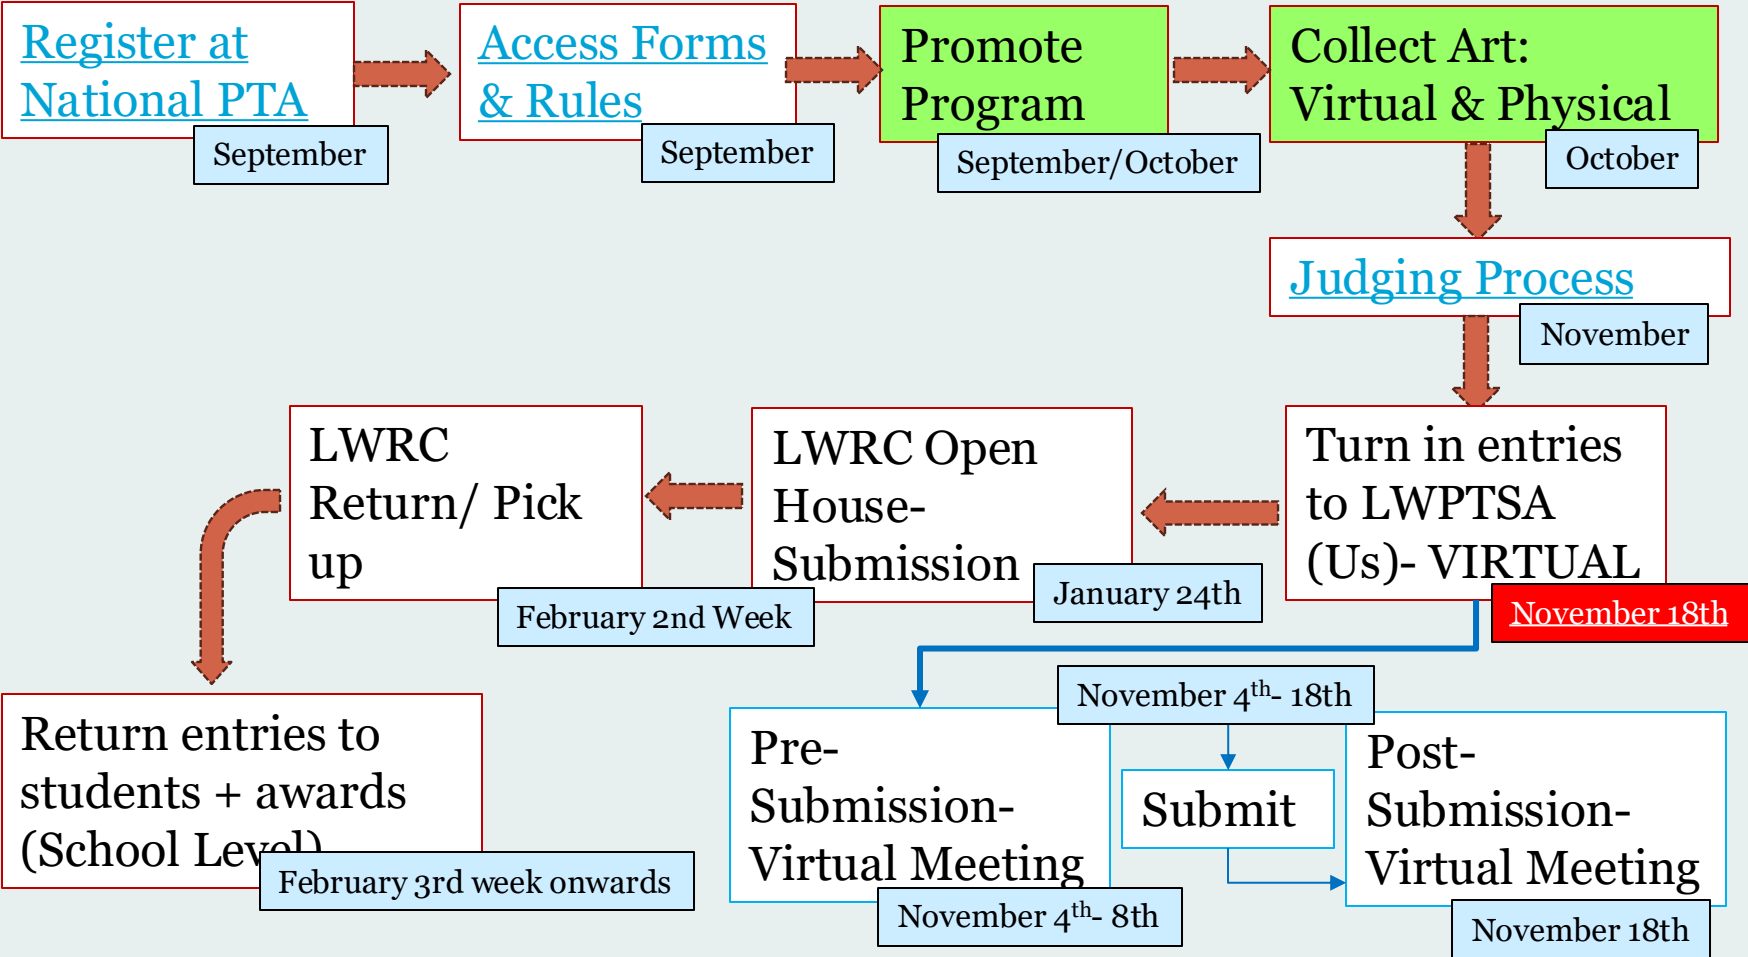 Register at
National PTA
September
Access Forms
& Rules
September
Promote
Program
September/October
Collect Art:
Virtual & Physical
October
Judging Process
November
Turn in entries
to LWPTSA
(Us)- VIRTUAL
November 18th
LWRC Open
House-
Submission
January 24th
LWRC
Return/ Pick
up
February 2nd Week
Return entries to
students + awards
(School Level)
February 3rd week onwards
Pre-
Submission-
Virtual Meeting
November 4th- 8th
November 4th- 18th
Submit
Post-
Submission-
Virtual Meeting
November 18th